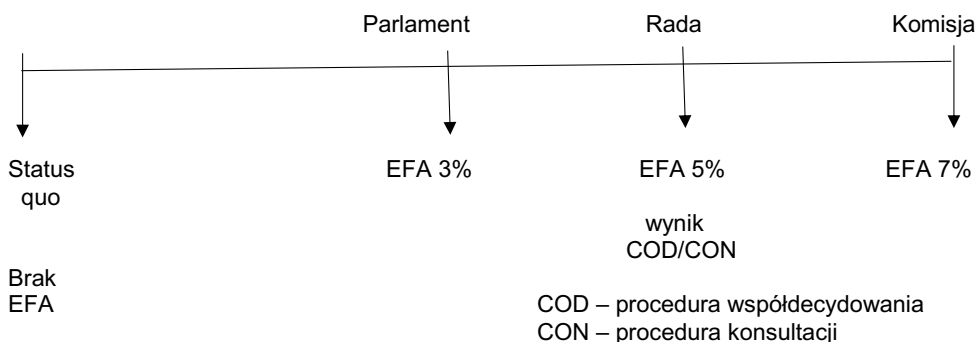 Parlament Rada Komisja
Status EFA 3% EFA 5% EFA 7%
quo
wynik
COD/CON
Brak
EFA
COD – procedura współdecydowania
CON – procedura konsultacji